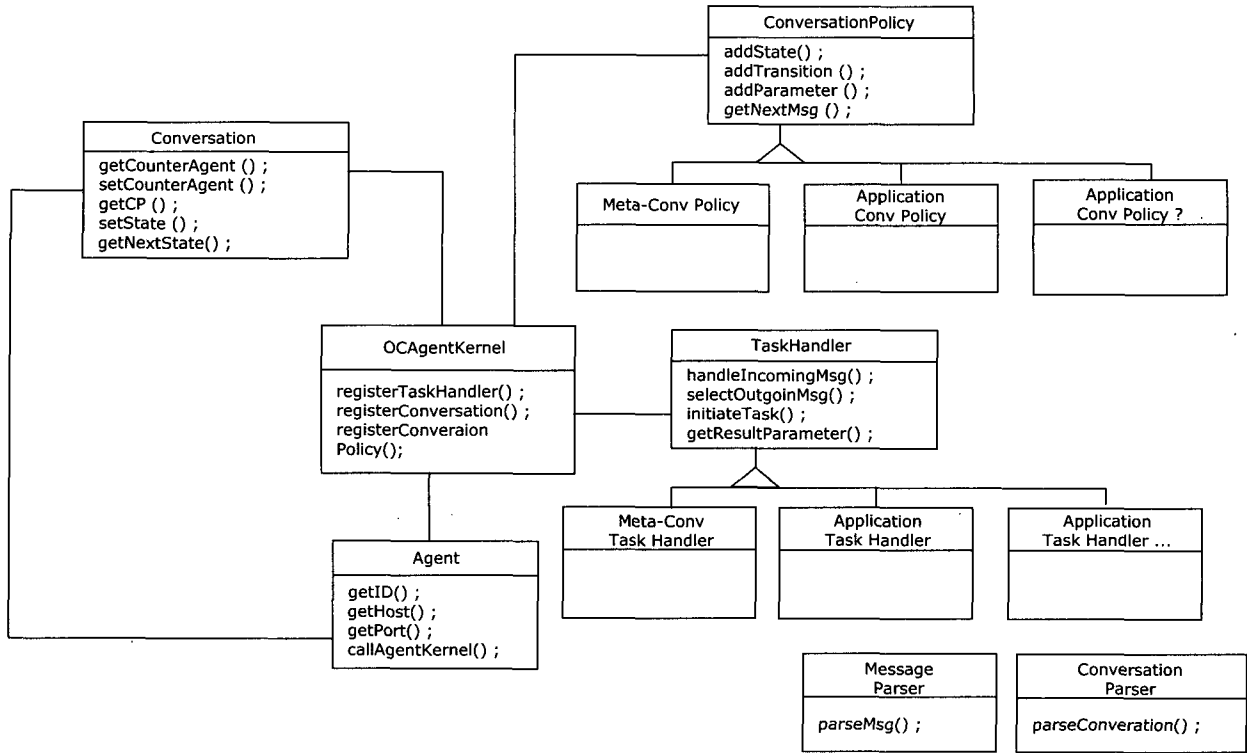 ConversationPolicy
addState() ;
addTransition () ;
addParameter () ;
getNextMsg () ;
Conversation
getCounterAgent () ;
setCounterAgent () ;
getCP () ;
setState () ;
getNextState() ;
Meta-Conv Policy
Application
Conv Policy
Application
Conv Policy ?
OCAgentKernel
registerTaskHandler() ;
registerConversation() ;
registerConveraion
Policy();
TaskHandler
handleIncomingMsg() ;
selectOutgoinMsg() ;
initiateTask() ;
getResultParameter() ;
Meta-Conv
Task Handler
Application
Task Handler
Application
Task Handler ...
Agent
getID() ;
getHost() ;
getPort() ;
callAgentKernel() ;
Message
Parser
parseMsg() ;
Conversation
Parser
parseConveration() ;